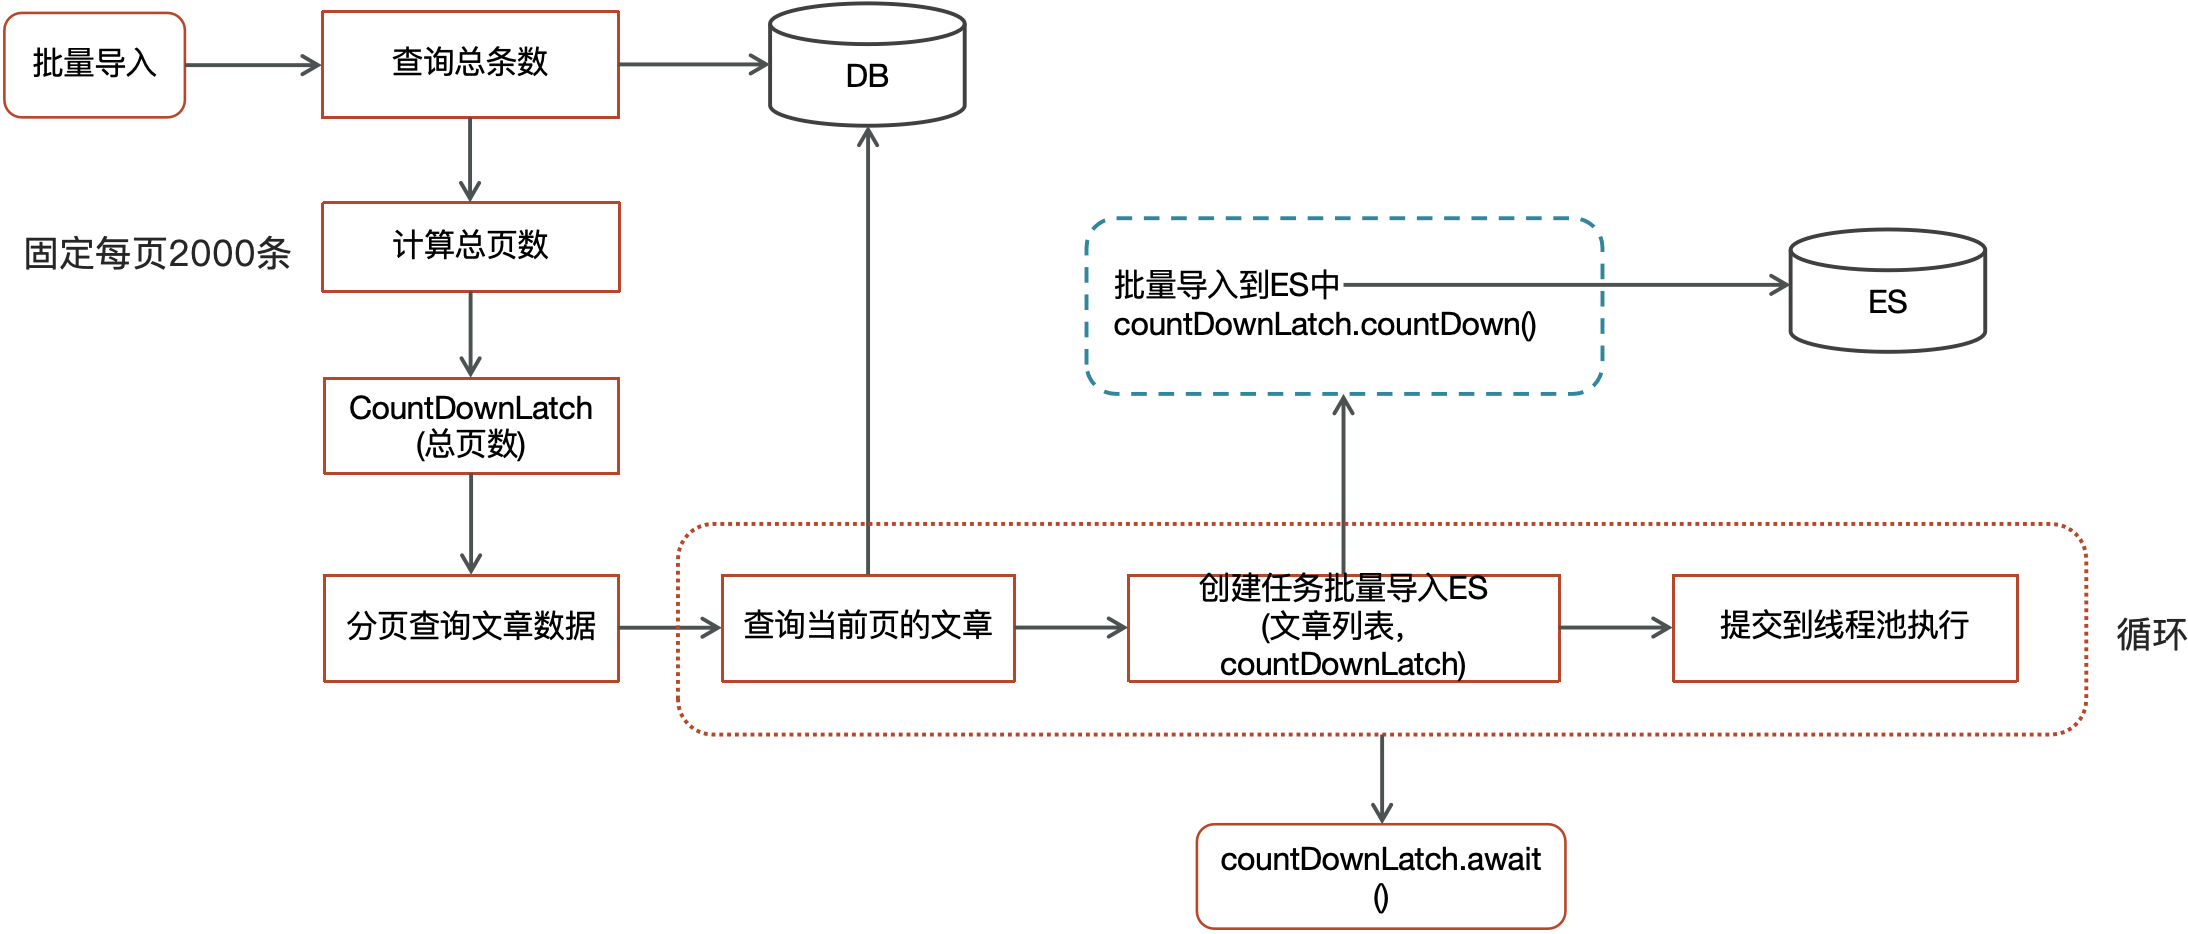 批量导入
查询总条数
DB
固定每页2000条
计算总页数
批量导入到ES中
countDownLatch.countDown()
ES
CountDownLatch
(总页数)
分页查询文章数据
查询当前页的文章
创建任务批量导入ES
(文章列表，
countDownLatch)
提交到线程池执行
循环
countDownLatch.await
()